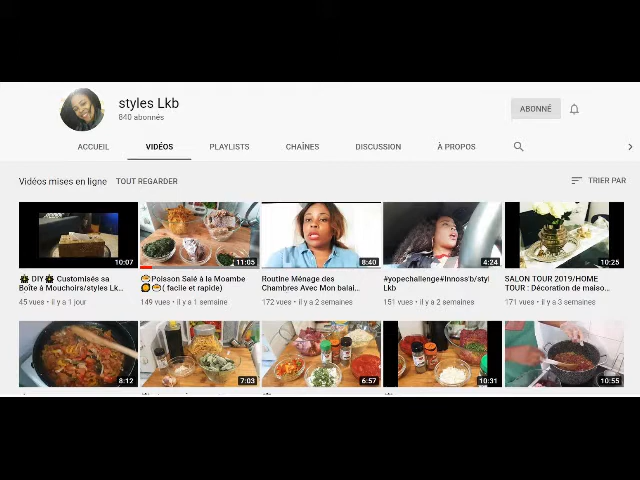 styles Lkb
840 abonnés
ABONNÉ
ACCUEIL VIDÉOS PLAYLISTS CHAÎNES DISCUSSION À PROPOS
Vidéos mises en ligne TOUT REGARDER TRIER PAR
10:07 11:05 8:40 4:24 10:25
DIY Customisés sa
Boîte à Mouchoirs/styles Lk...
45 vues • il y a 1 jour
Poisson Salé à la Moambe
( facile et rapide)
149 vues • il y a 1 semaine
Routine Ménage des
Chambres Avec Mon balai...
172 vues • il y a 2 semaines
#yopechallenge#Innoss'b/styl
Lkb
151 vues • il y a 2 semaines
SALON TOUR 2019/HOME
TOUR : Décoration de maiso...
171 vues • il y a 3 semaines
8:12 7:03 6:57 10:31 10:55